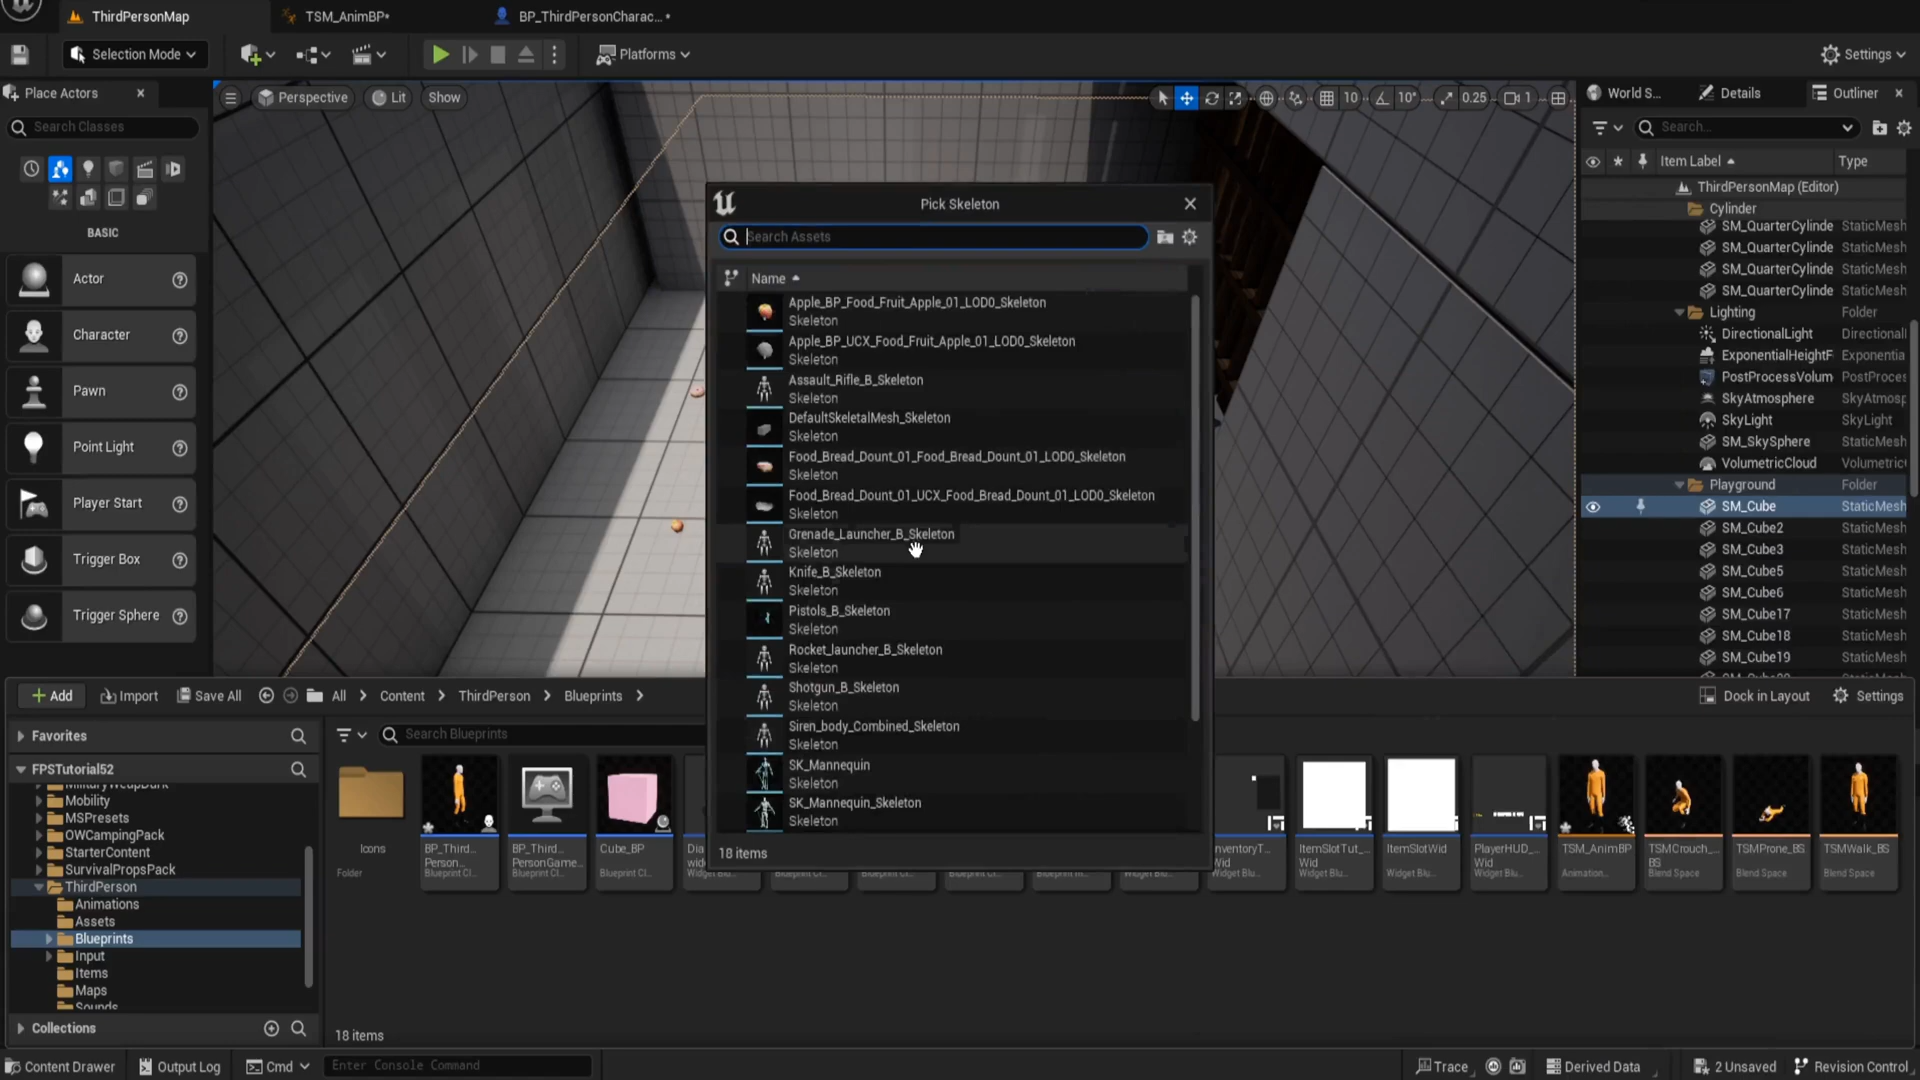 ThirdPersonMap
TSM_AnimBP*
BP_ThirdPersonCharac... *
Selection Mode
Platforms
Settings
Place Actors
Perspective
Lit
Show
10
10°
0.25
1
World S...
Details
Outliner
Search Classes
Search...
Item Label
Type
BASIC
Actor
Character
Pawn
Point Light
Player Start
Trigger Box
Trigger Sphere
Pick Skeleton
Search Assets
Name
Apple_BP_Food_Fruit_Apple_01_LOD0_Skeleton
Skeleton
Apple_BP_UCX_Food_Fruit_Apple_01_LOD0_Skeleton
Skeleton
Assault_Rifle_B_Skeleton
Skeleton
DefaultSkeletalMesh_Skeleton
Skeleton
Food_Bread_Dount_01_Food_Bread_Dount_01_LOD0_Skeleton
Skeleton
Food_Bread_Dount_01_UCX_Food_Bread_Dount_01_LOD0_Skeleton
Skeleton
Grenade_Launcher_B_Skeleton
Skeleton
Knife_B_Skeleton
Skeleton
Pistols_B_Skeleton
Skeleton
Rocket_launcher_B_Skeleton
Skeleton
Shotgun_B_Skeleton
Skeleton
Siren_body_Combined_Skeleton
Skeleton
SK_Mannequin
Skeleton
SK_Mannequin_Skeleton
Skeleton
18 items
ThirdPersonMap (Editor)
Cylinder
SM_QuarterCylinde StaticMesh
SM_QuarterCylinde StaticMesh
SM_QuarterCylinde StaticMesh
SM_QuarterCylinde StaticMesh
Lighting Folder
DirectionalLight Directional
ExponentialHeightF Exponentia
PostProcessVolum PostProces
SkyAtmosphere SkyAtmosp
SkyLight SkyLight
SM_SkySphere StaticMesh
VolumetricCloud Volumetric
Playground Folder
SM_Cube StaticMesh
SM_Cube2 StaticMesh
SM_Cube3 StaticMesh
SM_Cube5 StaticMesh
SM_Cube6 StaticMesh
SM_Cube17 StaticMesh
SM_Cube18 StaticMesh
SM_Cube19 StaticMesh
Add
Import
Save All
All
Content
ThirdPerson
Blueprints
Dock in Layout
Settings
Favorites
Search Blueprints
FPSTutorial52
Mobility
MSPresets
OWCampingPack
StarterContent
SurvivalPropsPack
ThirdPerson
Animations
Assets
Blueprints
Input
Items
Maps
Sounds
Collections
Icons
Folder
BP_Third
Person...
Blueprint Cl...
BP_Third...
PersonGame...
Blueprint Cl...
Cube_BP
Blueprint Cl...
ItemSlotTut_
Wid
Widget Blu...
ItemSlotWid
Widget Blu...
PlayerHUD_
Wid
Widget Blu...
TSM_AnimBP
Animation...
TSMCrouch_
BS
Blend Space
TSMProne_BS
Blend Space
TSMWalk_BS
Blend Space
18 items
Content Drawer
Output Log
Cmd
Enter Console Command
Trace
Derived Data
2 Unsaved
Revision Control